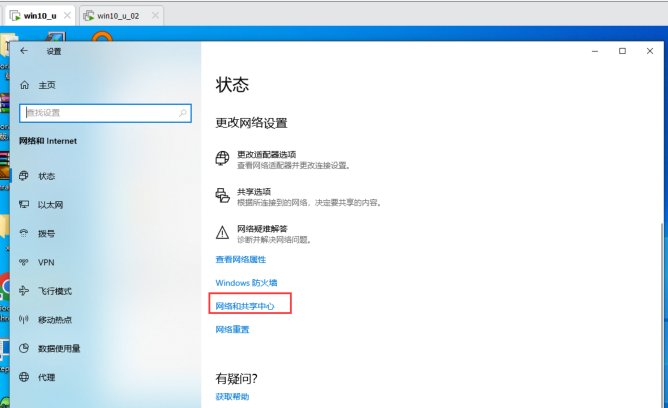 win10_u
win10_u_02
设置
主页
查找设置
网络和 Internet
状态
以太网
拨号
VPN
飞行模式
移动热点
数据使用量
代理
状态
更改网络设置
更改适配器选项
查看网络适配器并更改连接设置。
共享选项
根据所连接到的网络，决定要共享的内容。
网络疑难解答
诊断并解决网络问题。
查看网络属性
Windows 防火墙
网络和共享中心
网络重置
有疑问?
获取帮助